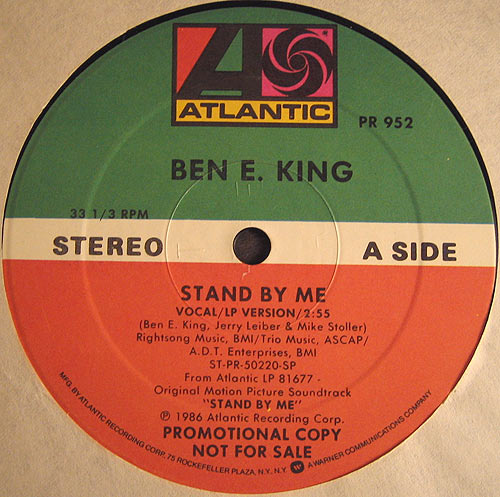 ATLANTIC
PR 952
BEN E. KING
33 1/3 RPM
STEREO
A SIDE
STAND BY ME
VOCAL/LP VERSION/2:55
(Ben E. King, Jerry Leiber & Mike Stoller)
Rightsong Music, BMI/Trio Music, ASCAP/
A.D.T. Enterprises, BMI
ST-PR-50220-SP
From Atlantic LP 81677 -
Original Motion Picture Soundtrack
"STAND BY ME"
℗ 1986 Atlantic Recording Corp.
PROMOTIONAL COPY
NOT FOR SALE
MFG. BY ATLANTIC RECORDING CORP. 75 ROCKEFELLER PLAZA, N.Y. N.Y. W A WARNER COMMUNICATIONS COMPANY